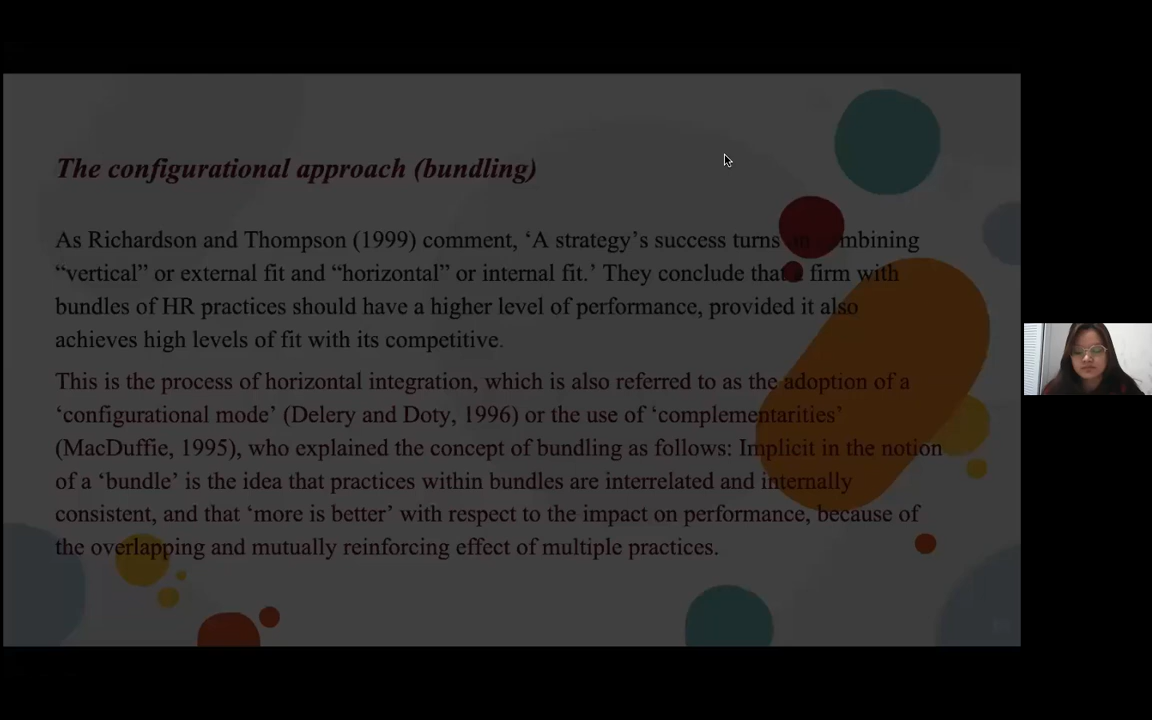 The configurational approach (bundling)
As Richardson and Thompson (1999) comment, ‘A strategy’s success turns on combining
“vertical” or external fit and “horizontal” or internal fit.’ They conclude that a firm with
bundles of HR practices should have a higher level of performance, provided it also
achieves high levels of fit with its competitive.
This is the process of horizontal integration, which is also referred to as the adoption of a
‘configurational mode’ (Delery and Doty, 1996) or the use of ‘complementarities’
(MacDuffie, 1995), who explained the concept of bundling as follows: Implicit in the notion
of a ‘bundle’ is the idea that practices within bundles are interrelated and internally
consistent, and that ‘more is better’ with respect to the impact on performance, because of
the overlapping and mutually reinforcing effect of multiple practices.